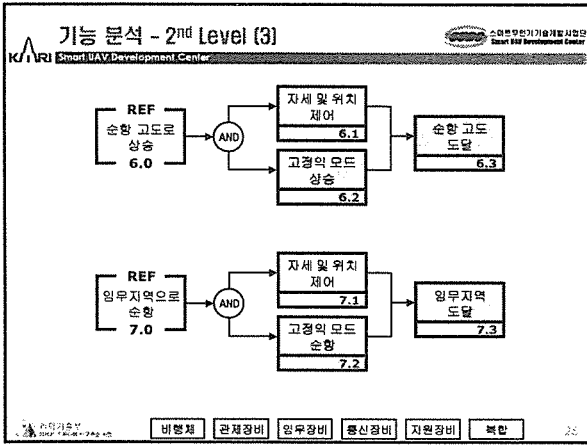 기능 분석 – 2nd Level (3)
KARI
Smart UAV Development Center
스마트무인기기술개발사업단
Smart UAV Development Center
REF
순항 고도로
상승
6.0
AND
자세 및 위치
제어
6.1
고정익 모드
상승
6.2
순항 고도
도달
6.3
REF
임무지역으로
순항
7.0
AND
자세 및 위치
제어
7.1
고정익 모드
순항
7.2
임무지역
도달
7.3
과학기술부
비행체
관제장비
임무장비
통신장비
지원장비
복합